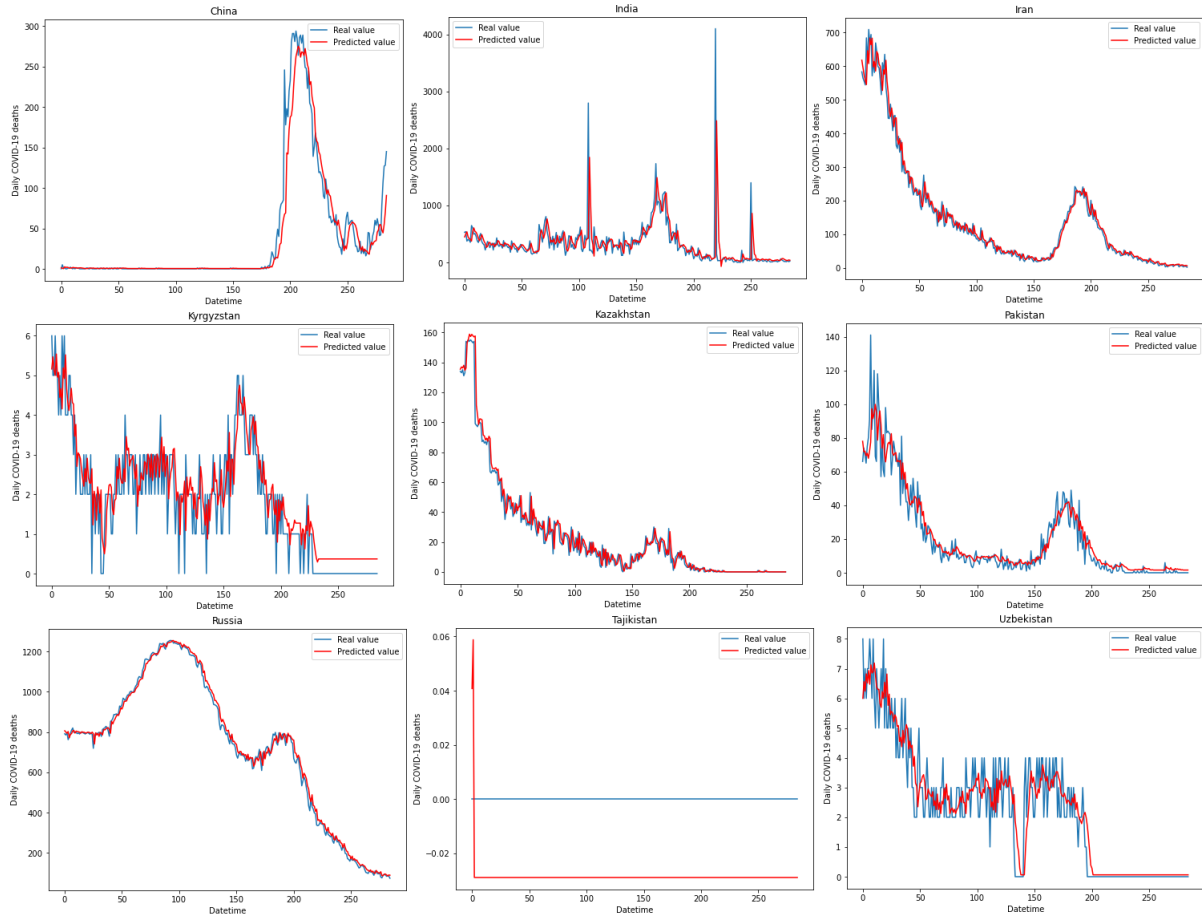 China
Real value
Predicted value
Daily COVID-19 deaths
300
250
200
150
100
50
0
0 50 100 150 200 250
Datetime
India
Real value
Predicted value
Daily COVID-19 deaths
4000
3000
2000
1000
0
0 50 100 150 200 250
Datetime
Iran
Real value
Predicted value
Daily COVID-19 deaths
700
600
500
400
300
200
100
0
0 50 100 150 200 250
Datetime
Kyrgyzstan
Real value
Predicted value
Daily COVID-19 deaths
6
5
4
3
2
1
0
0 50 100 150 200 250
Datetime
Kazakhstan
Real value
Predicted value
Daily COVID-19 deaths
160
140
120
100
80
60
40
20
0
0 50 100 150 200 250
Datetime
Pakistan
Real value
Predicted value
Daily COVID-19 deaths
140
120
100
80
60
40
20
0
0 50 100 150 200 250
Datetime
Russia
Real value
Predicted value
Daily COVID-19 deaths
1200
1000
800
600
400
200
0 50 100 150 200 250
Datetime
Tajikistan
Real value
Predicted value
Daily COVID-19 deaths
0.06
0.04
0.02
0.00
−0.02
0 50 100 150 200 250
Datetime
Uzbekistan
Real value
Predicted value
Daily COVID-19 deaths
8
7
6
5
4
3
2
1
0
0 50 100 150 200 250
Datetime